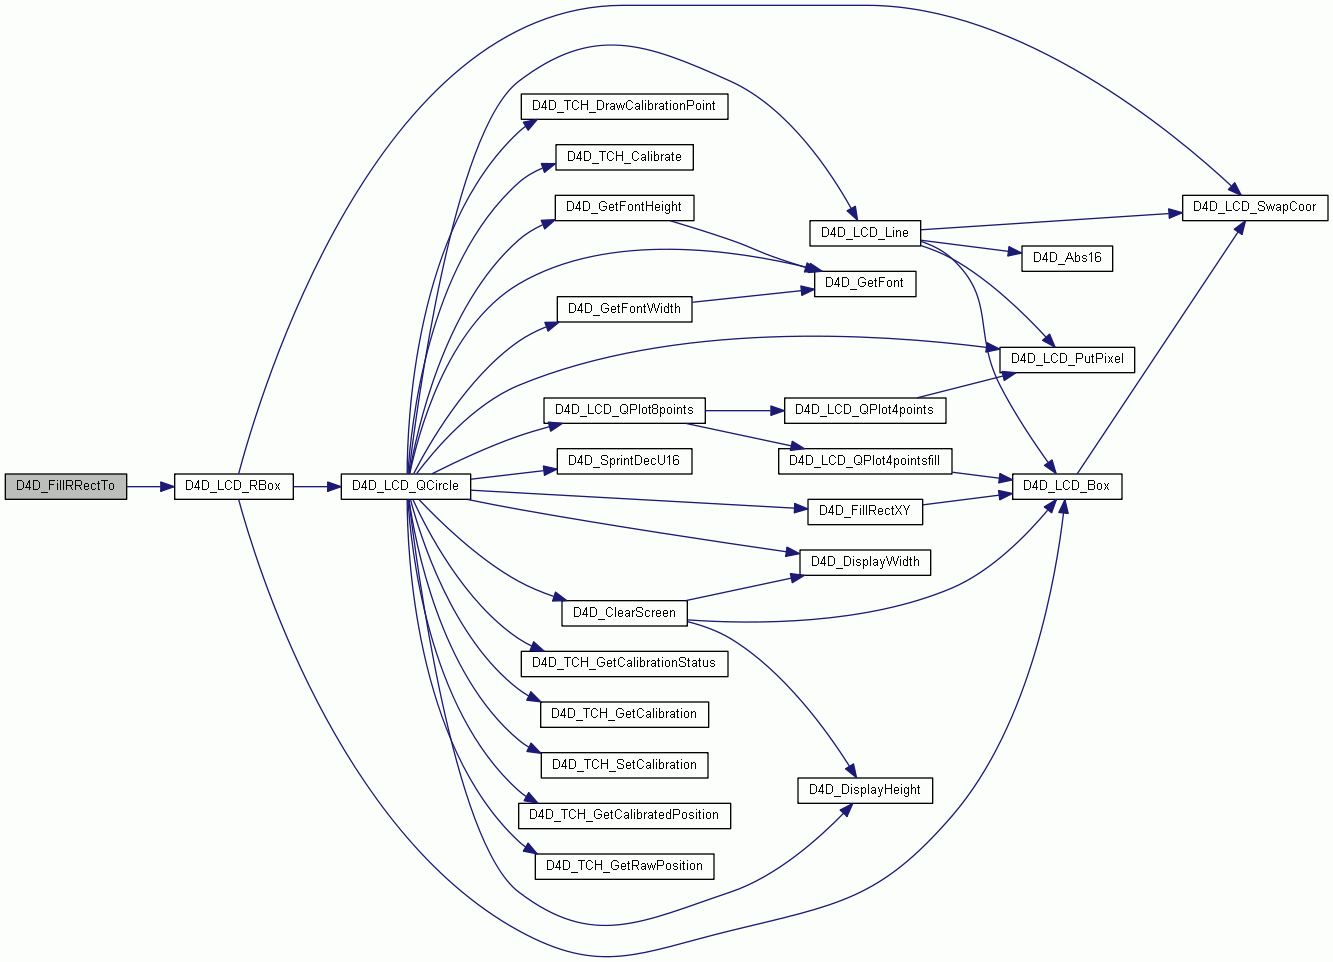 D4D_TCH_DrawCalibrationPoint
D4D_TCH_Calibrate
D4D_GetFontHeight
D4D_LCD_SwapCoor
D4D_LCD_Line
D4D_Abs16
D4D_GetFont
D4D_GetFontWidth
D4D_LCD_PutPixel
D4D_LCD_QPlot8points
D4D_LCD_QPlot4points
D4D_SprintDecU16
D4D_LCD_QPlot4pointsfill
D4D_FillRRectTo
D4D_LCD_RBox
D4D_LCD_QCircle
D4D_LCD_Box
D4D_FillRectXY
D4D_DisplayWidth
D4D_ClearScreen
D4D_TCH_GetCalibrationStatus
D4D_TCH_GetCalibration
D4D_TCH_SetCalibration
D4D_DisplayHeight
D4D_TCH_GetCalibratedPosition
D4D_TCH_GetRawPosition